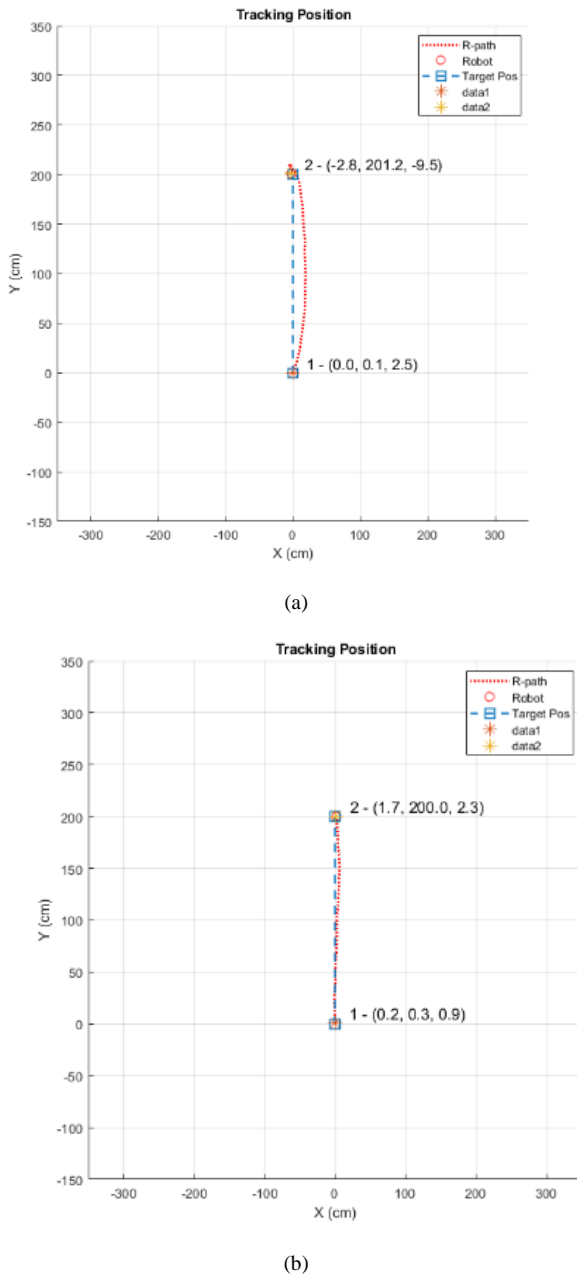 Tracking Position
350
300
250
200
150
100
50
0
-50
-100
-150
Y (cm)
R-path
Robot
Target Pos
data1
data2
2 - (-2.8, 201.2, -9.5)
1 - (0.0, 0.1, 2.5)
-300 -200 -100 0 100 200 300
X (cm)
(a)
Tracking Position
350
300
250
200
150
100
50
0
-50
-100
-150
Y (cm)
R-path
Robot
Target Pos
data1
data2
2 - (1.7, 200.0, 2.3)
1 - (0.2, 0.3, 0.9)
-300 -200 -100 0 100 200 300
X (cm)
(b)